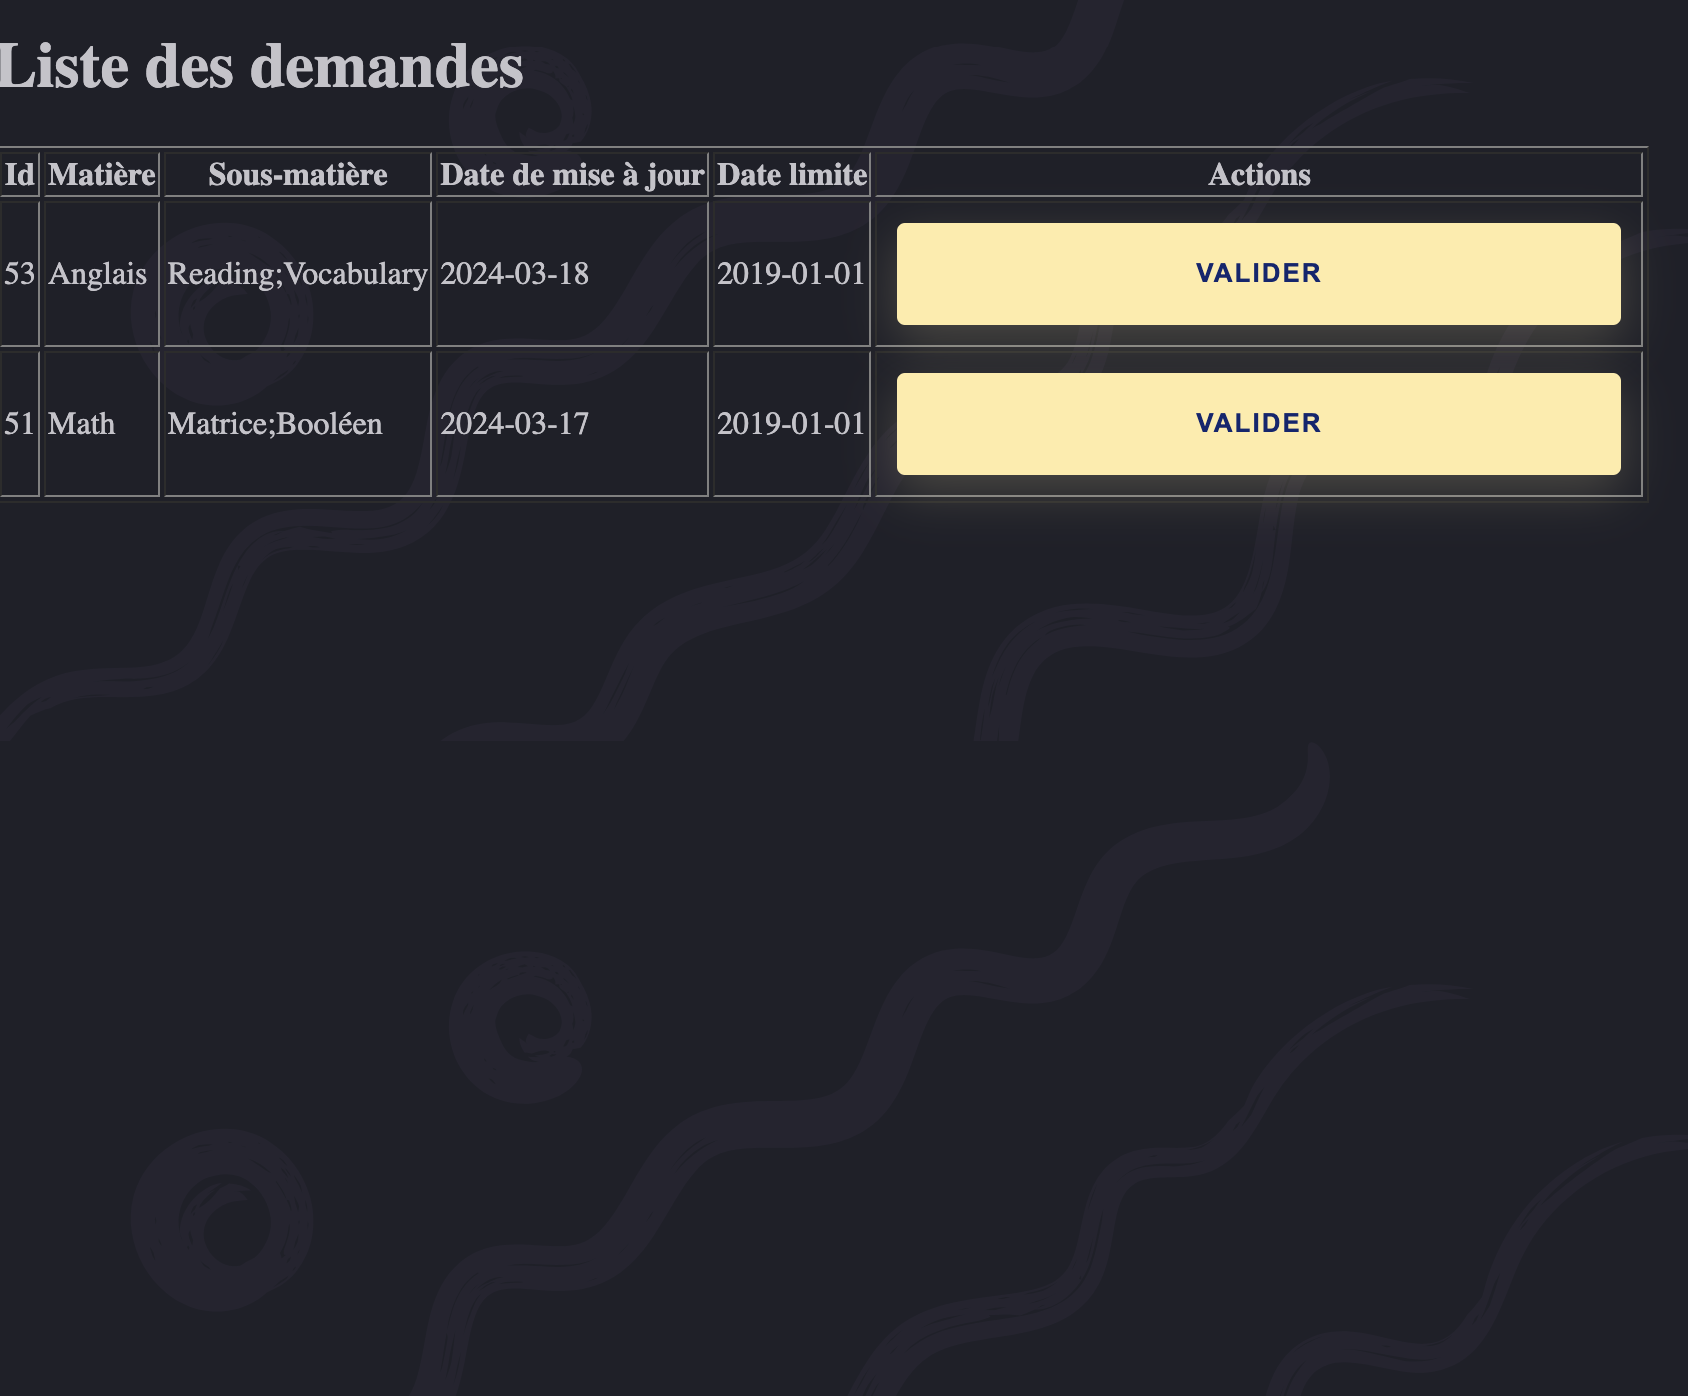 Liste des demandes
Id Matière Sous-matière Date de mise à jour Date limite Actions
53 Anglais Reading;Vocabulary 2024-03-18 2019-01-01 VALIDER
51 Math Matrice;Booléen 2024-03-17 2019-01-01 VALIDER